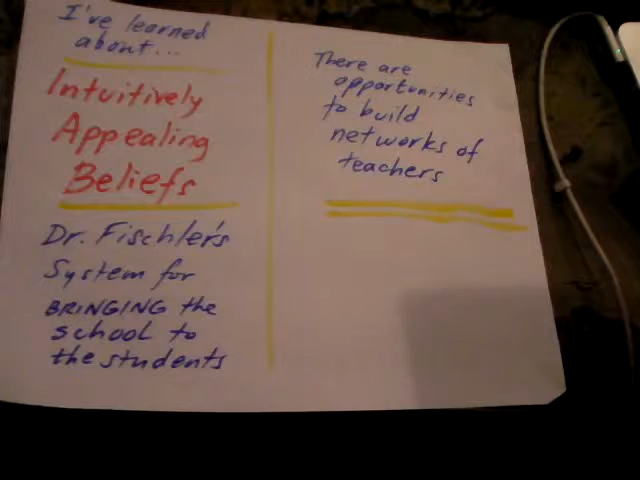 I've learned
about...
Intuitively
Appealing
Beliefs
Dr. Fischler's
System for
BRINGING the
school to
the students
There are
opportunities
to build
networks of
teachers